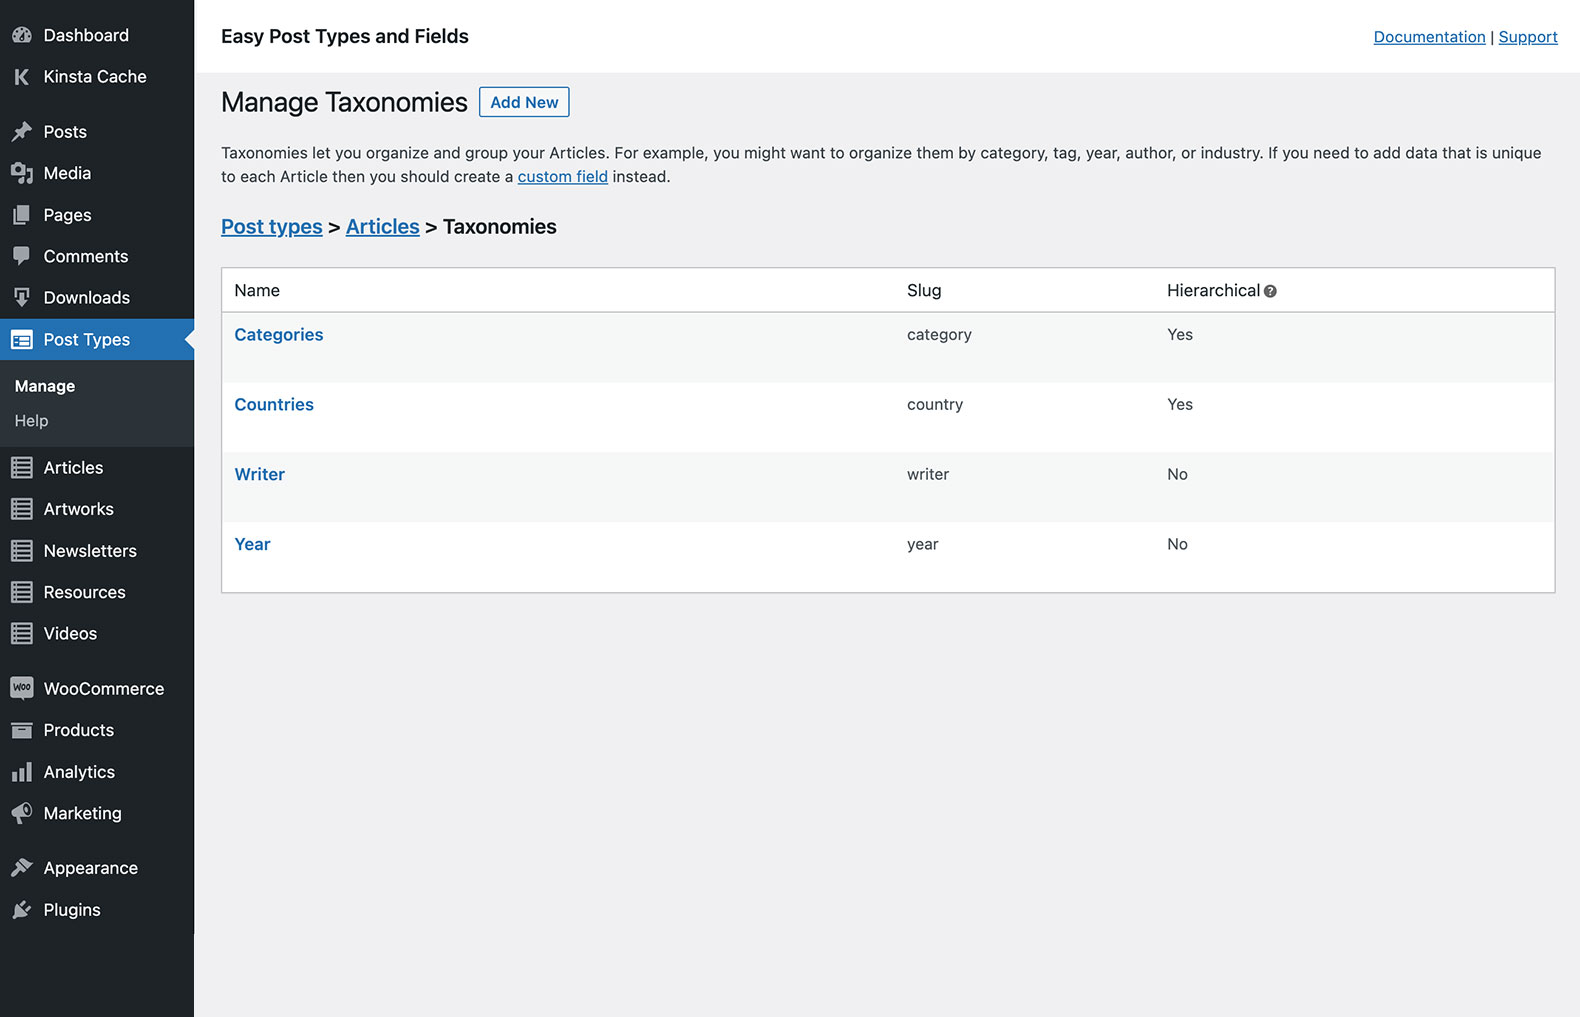 Dashboard
Kinsta Cache
Posts
Media
Pages
Comments
Downloads
Post Types
Manage
Help
Articles
Artworks
Newsletters
Resources
Videos
WOO WooCommerce
Products
Analytics
Marketing
Appearance
Plugins
Easy Post Types and Fields
Documentation | Support
Manage Taxonomies Add New
Taxonomies let you organize and group your Articles. For example, you might want to organize them by category, tag, year, author, or industry. If you need to add data that is unique
to each Article then you should create a custom field instead.
Post types > Articles > Taxonomies
Name Slug Hierarchical ?
Categories category Yes
Countries country Yes
Writer writer No
Year year No